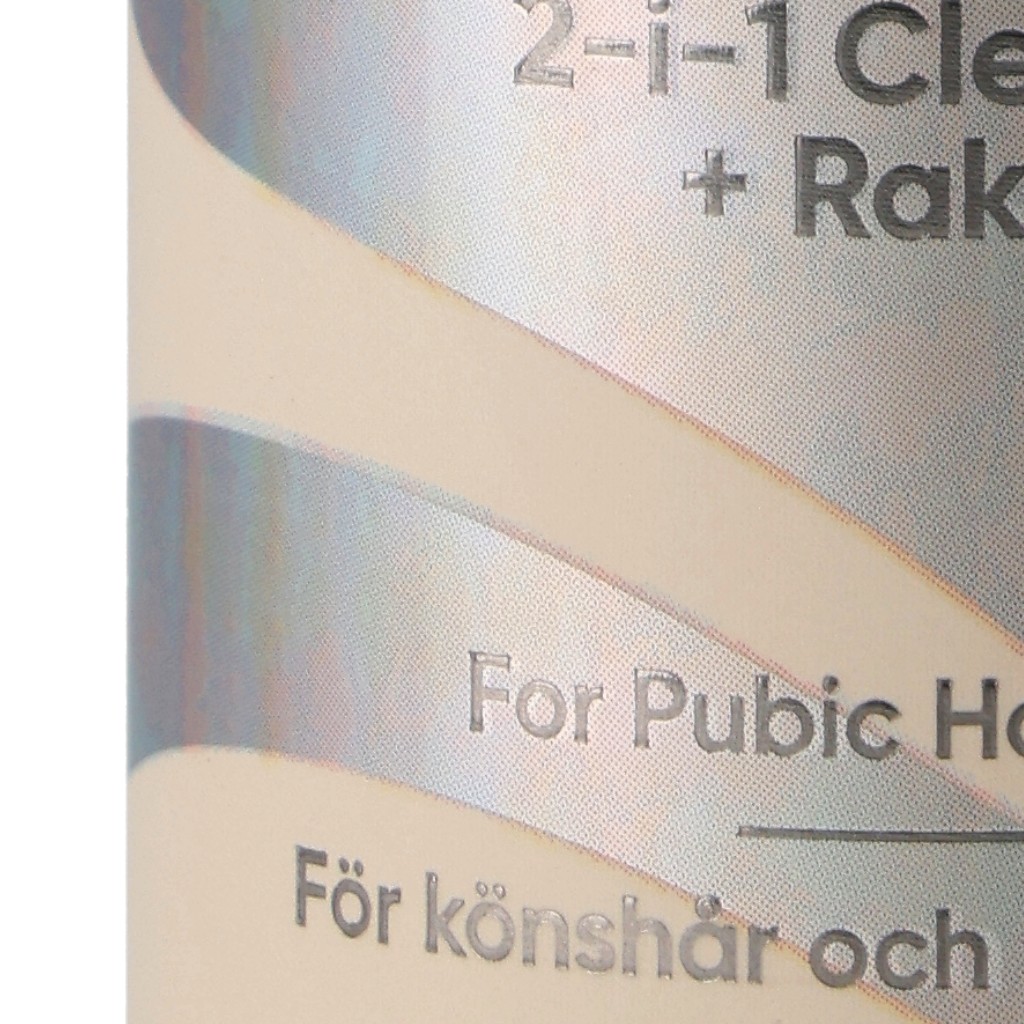 2-i-1 Cle
+ Rak
For Pubic Ha
För könshår och